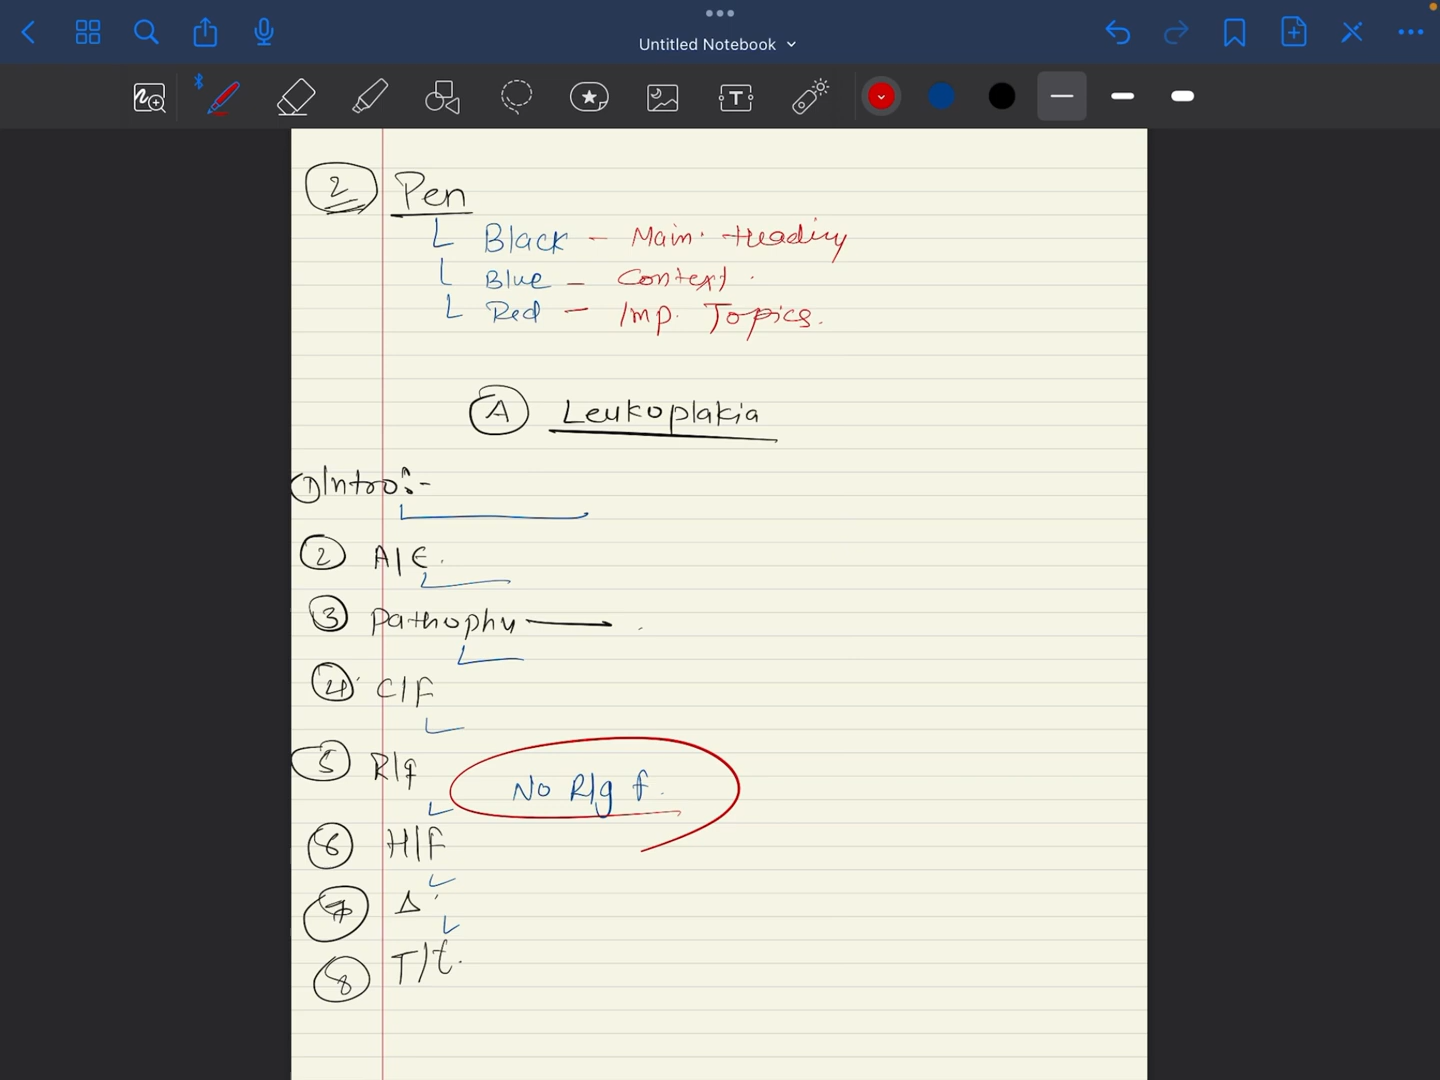 Untitled Notebook
2 Pen
Black - Main Heading
Blue - Context.
Red - Imp. Topics.
A Leukoplakia
1 Intro:-
2 A/E.
3 Pathophy
4 C/F
5 R/g
No R/g f.
6 H/F
7 Δ
8 T/t.